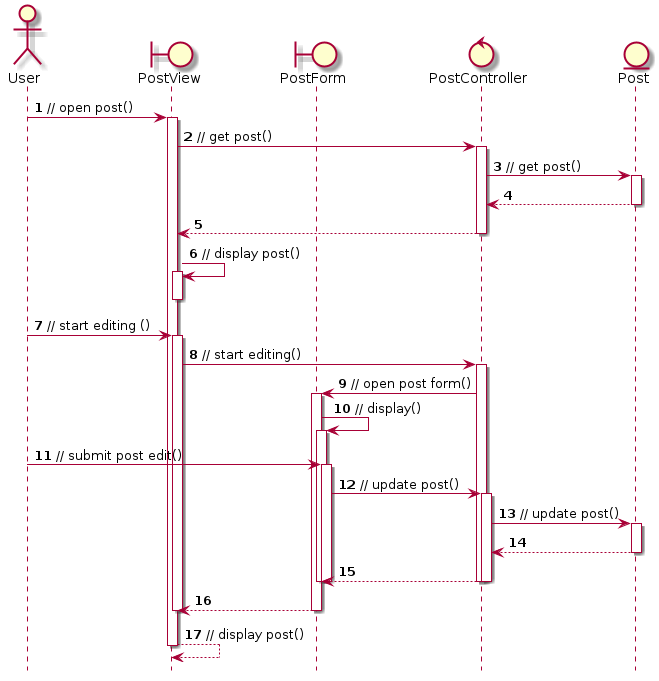 User
PostView
PostForm
PostController
Post
1 // open post()
2 // get post()
3 // get post()
4
5
6 // display post()
7 // start editing ()
8 // start editing()
9 // open post form()
10 // display()
11 // submit post edit()
12 // update post()
13 // update post()
14
15
16
17 // display post()